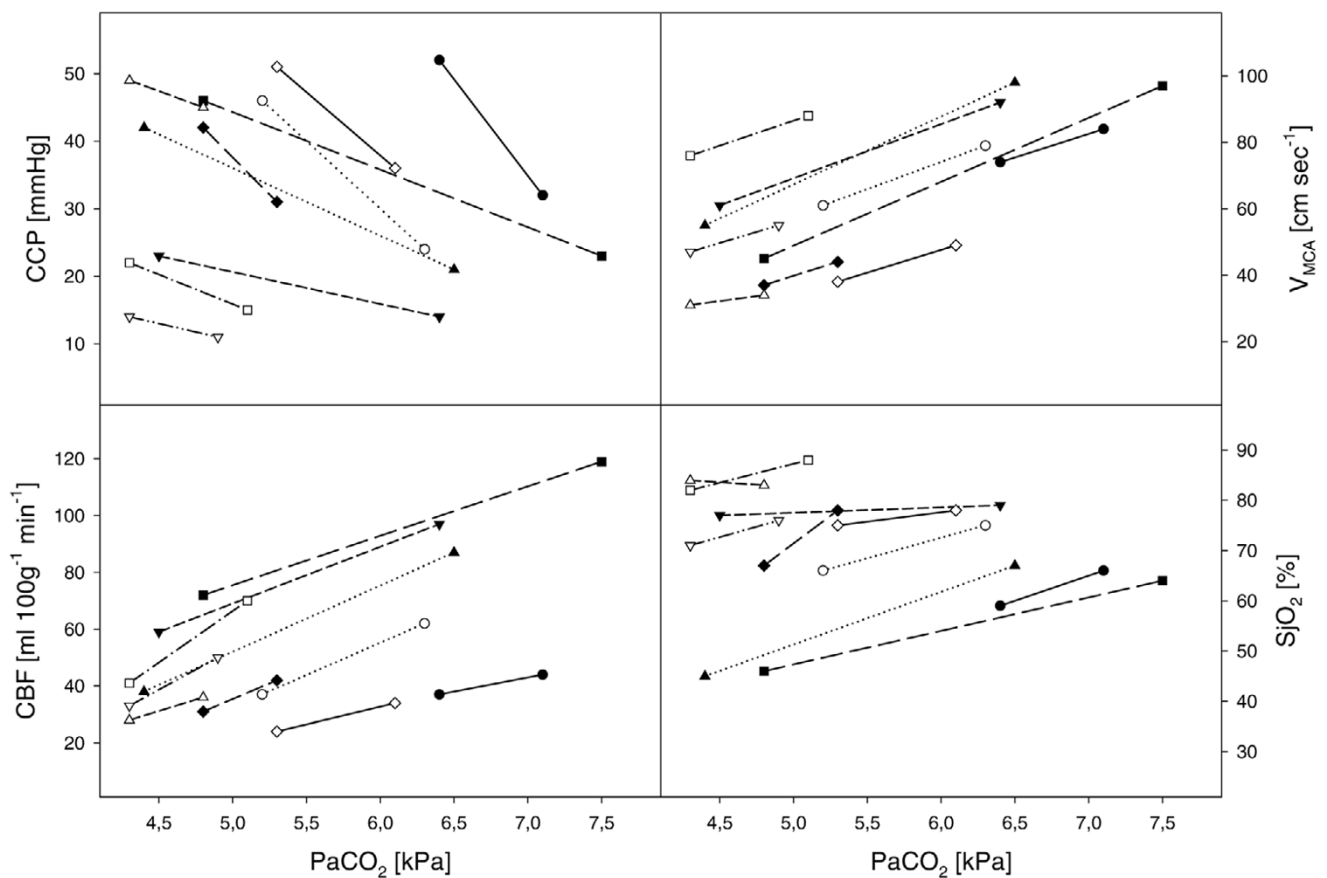 CCP [mmHg]
50
40
30
20
10
V_MCA [cm sec⁻¹]
100
80
60
40
20
CBF [ml 100g⁻¹ min⁻¹]
120
100
80
60
40
20
SjO₂ [%]
90
80
70
60
50
40
30
4,5 5,0 5,5 6,0 6,5 7,0 7,5
4,5 5,0 5,5 6,0 6,5 7,0 7,5
PaCO₂ [kPa]
PaCO₂ [kPa]